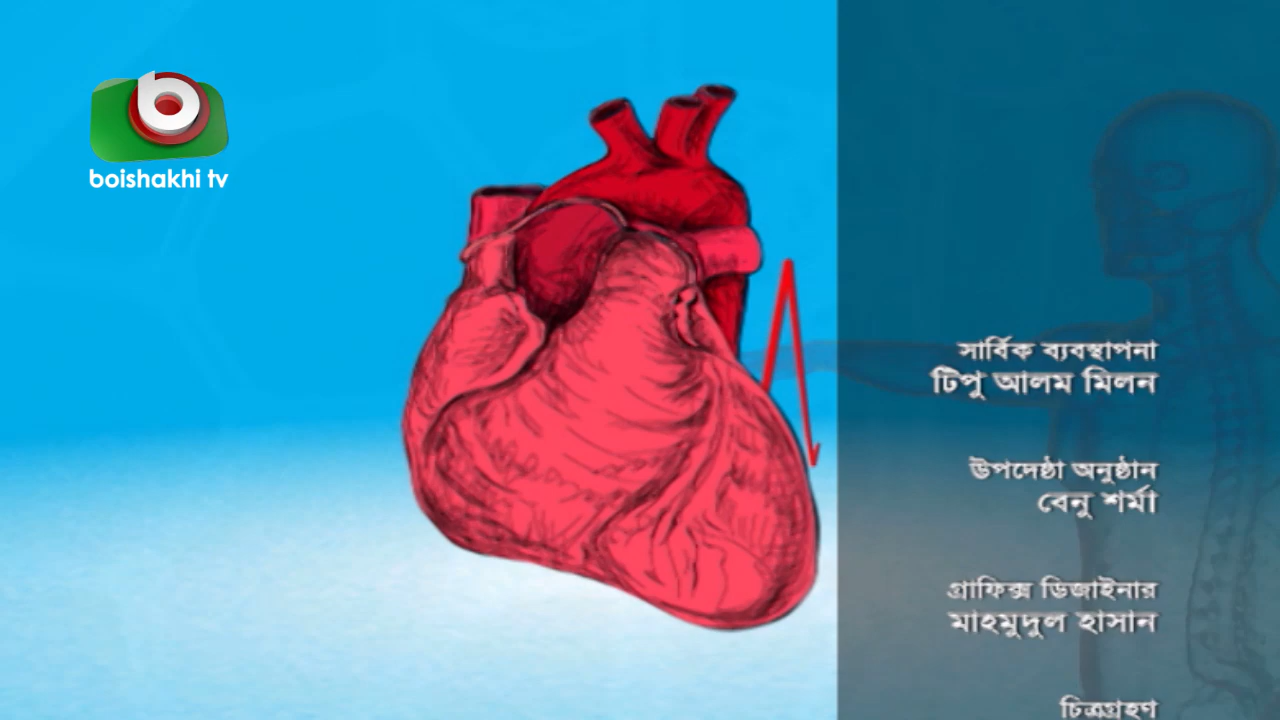 boishakhi tv
সার্বিক ব্যবস্থাপনা
টিপু আলম মিলন
উপদেষ্ঠা অনুষ্ঠান
বেনু শর্মা
গ্রাফিক্স ডিজাইনার
মাহমুদুল হাসান
চিত্রগ্রহণ